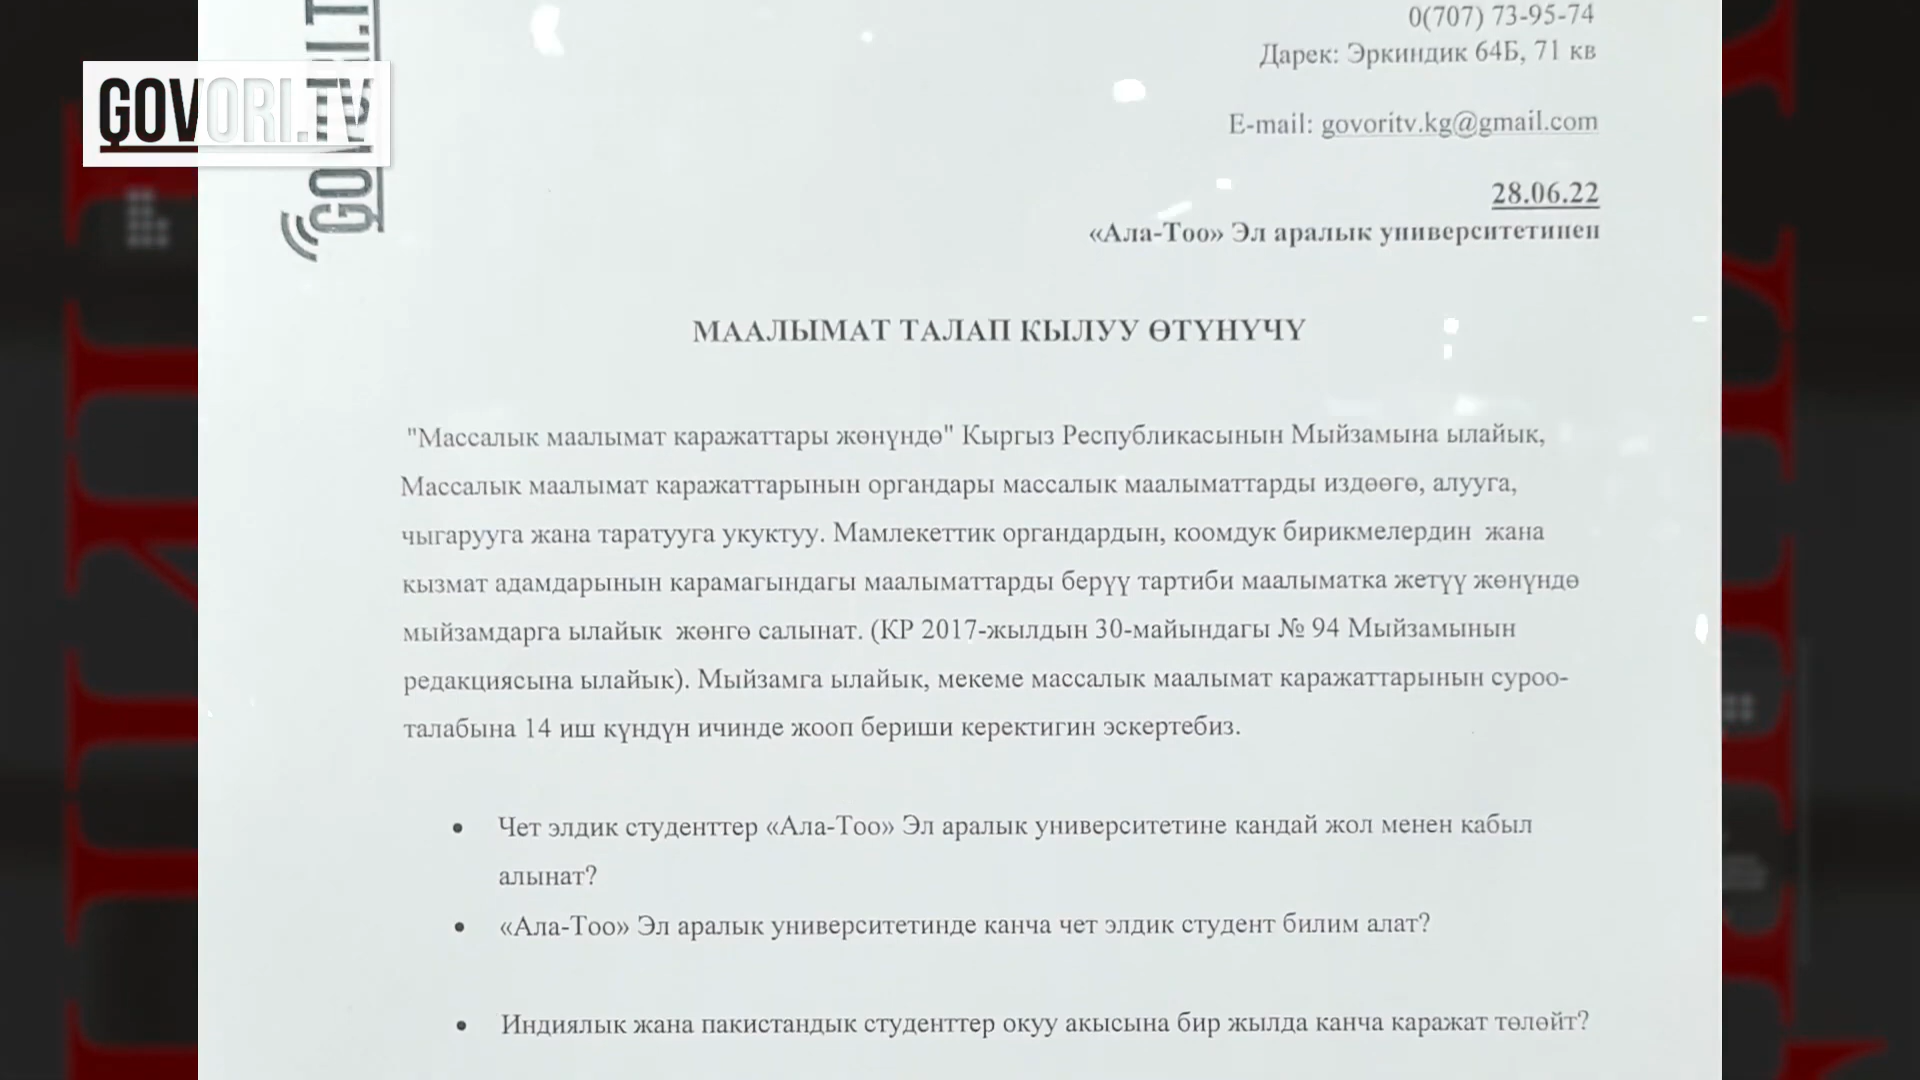 GOVORI.TV
0(707) 73-95-74
Дарек: Эркиндик 64Б, 71 кв
E-mail: govoritv.kg@gmail.com
28.06.22
«Ала-Тоо» Эл аралык университетинен
МААЛЫМАТ ТАЛАП КЫЛУУ ӨТҮНҮЧҮ
"Массалык маалымат каражаттары жөнүндө" Кыргыз Республикасынын Мыйзамына ылайык,
Массалык маалымат каражаттарынын органдары массалык маалыматтарды издөөгө, алууга,
чыгарууга жана таратууга укуктуу. Мамлекеттик органдардын, коомдук бирикмелердин жана
кызмат адамдарынын карамагындагы маалыматтарды берүү тартиби маалыматка жетүү жөнүндө
мыйзамдарга ылайык жөнгө салынат. (КР 2017-жылдын 30-майындагы № 94 Мыйзамынын
редакциясына ылайык). Мыйзамга ылайык, мекеме массалык маалымат каражаттарынын суроо-
талабына 14 иш күндүн ичинде жооп бериши керектигин эскертебиз.
• Чет элдик студенттер «Ала-Тоо» Эл аралык университетине кандай жол менен кабыл
алынат?
• «Ала-Тоо» Эл аралык университетинде канча чет элдик студент билим алат?
• Индиялык жана пакистандык студенттер окуу акысына бир жылда канча каражат төлөйт?